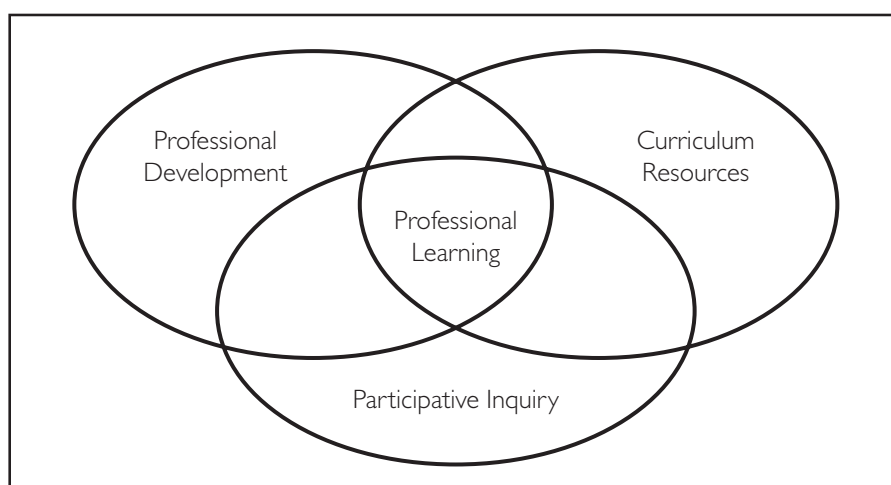 Professional
Development
Curriculum
Resources
Professional
Learning
Participative Inquiry